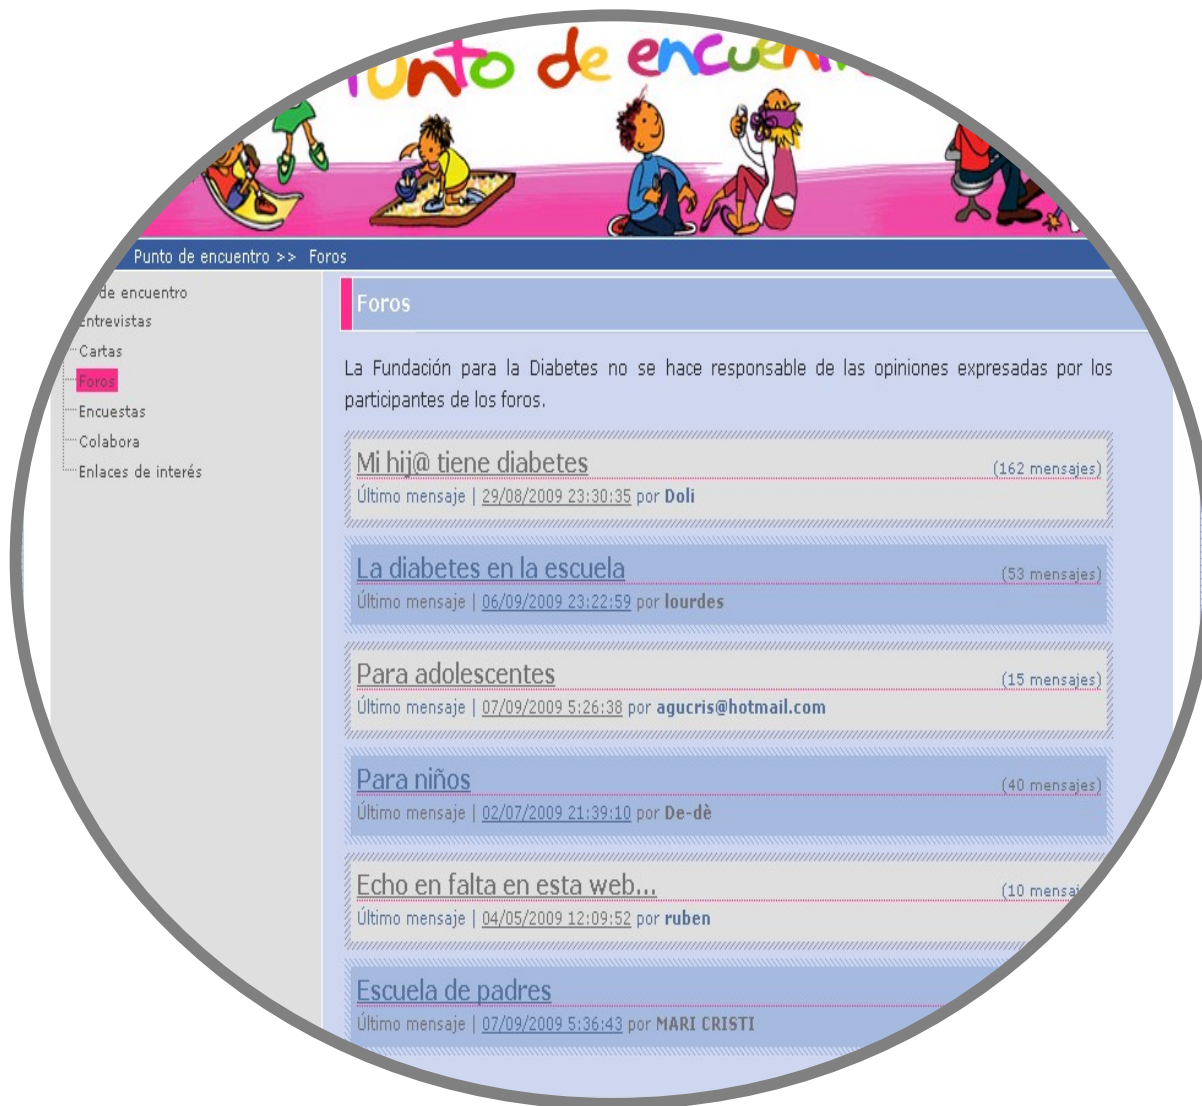 Punto de encuentro
Punto de encuentro >> Foros
de encuentro
Entrevistas
Cartas
Foros
Encuestas
Colabora
Enlaces de interés
Foros
La Fundación para la Diabetes no se hace responsable de las opiniones expresadas por los
participantes de los foros.
Mi hij@ tiene diabetes (162 mensajes)
Último mensaje | 29/08/2009 23:30:35 por Doli
La diabetes en la escuela (53 mensajes)
Último mensaje | 06/09/2009 23:22:59 por lourdes
Para adolescentes (15 mensajes)
Último mensaje | 07/09/2009 5:26:38 por agucris@hotmail.com
Para niños (40 mensajes)
Último mensaje | 02/07/2009 21:39:10 por De-dè
Echo en falta en esta web... (10 mensaj
Último mensaje | 04/05/2009 12:09:52 por ruben
Escuela de padres
Último mensaje | 07/09/2009 5:36:43 por MARI CRISTI